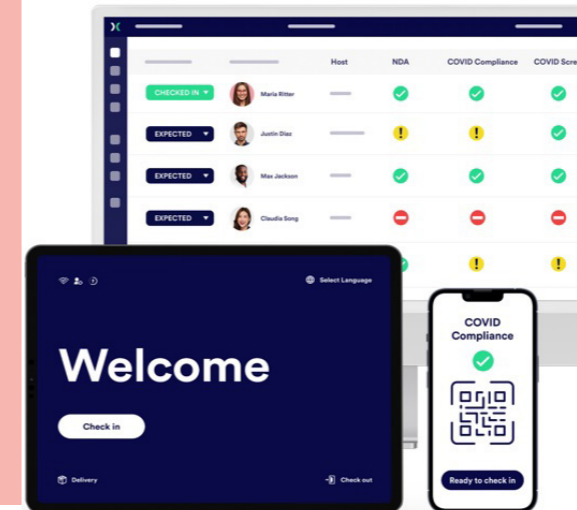 Host NDA COVID Compliance COVID Scre
CHECKED IN Maria Ritter
EXPECTED Justin Diaz
EXPECTED Max Jackson
EXPECTED Claudia Song
Select Language
Welcome
Check in
Delivery
Check out
COVID
Compliance
Ready to check in